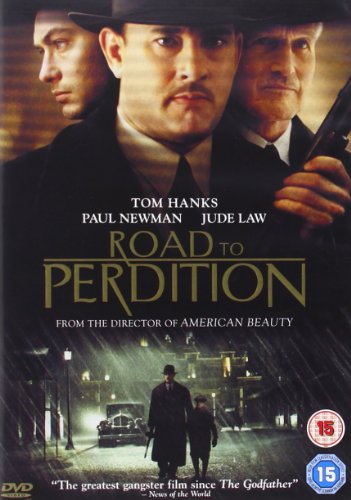 TOM HANKS
PAUL NEWMAN JUDE LAW
ROAD TO
PERDITION
FROM THE DIRECTOR OF AMERICAN BEAUTY
15
"The greatest gangster film since The Godfather"
– News of the World
DVD
VIDEO
15